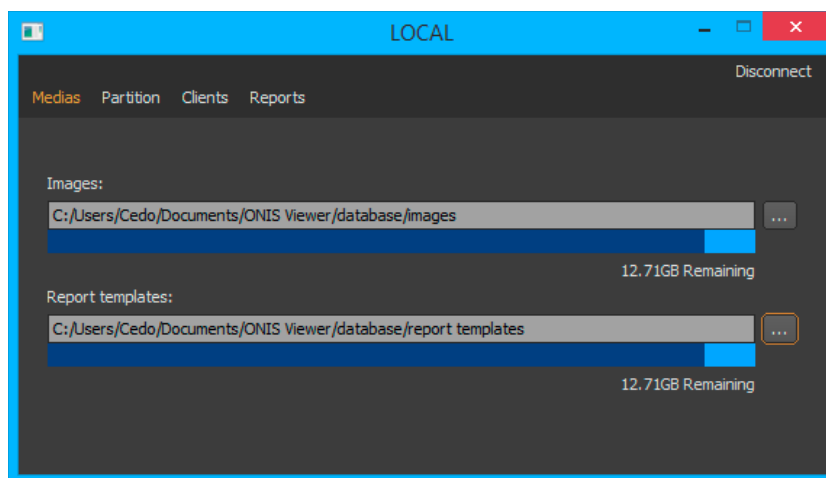 LOCAL
Disconnect
Medias Partition Clients Reports
Images:
C:/Users/Cedo/Documents/ONIS Viewer/database/images ...
12.71GB Remaining
Report templates:
C:/Users/Cedo/Documents/ONIS Viewer/database/report templates ...
12.71GB Remaining